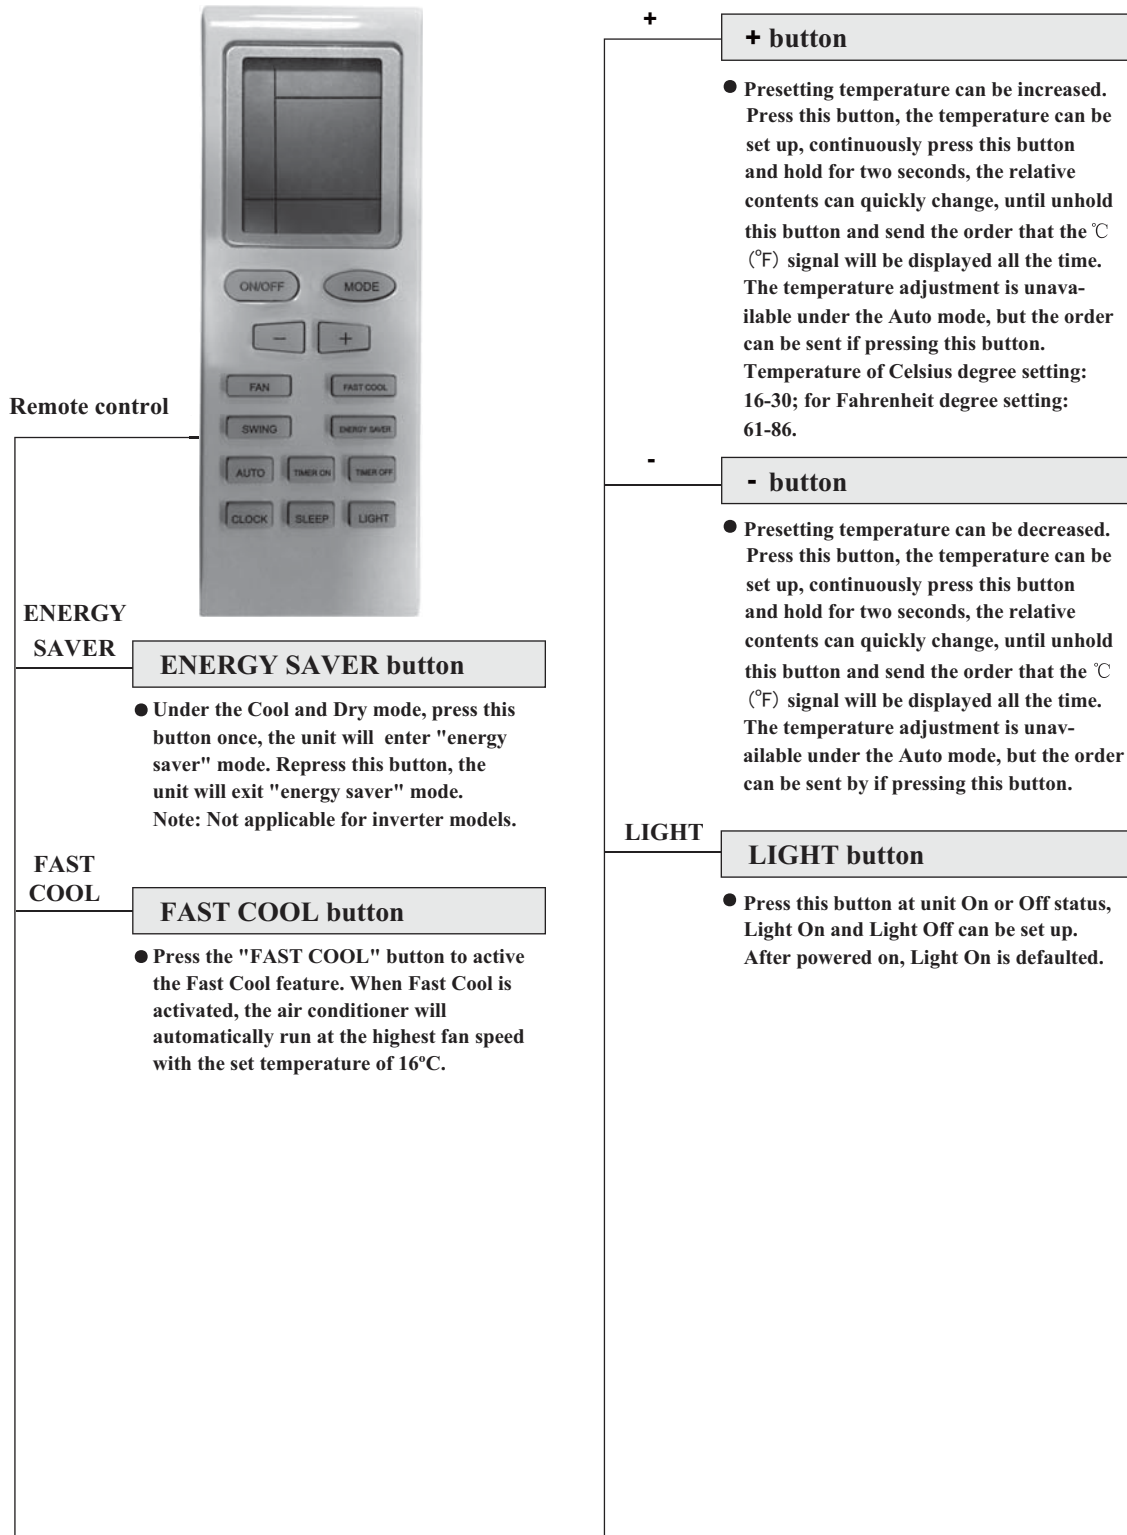 ON/OFF
MODE
-
+
FAN
FAST COOL
SWING
ENERGY SAVER
AUTO
TIMER ON
TIMER OFF
CLOCK
SLEEP
LIGHT
Remote control
ENERGY
SAVER
ENERGY SAVER button
● Under the Cool and Dry mode, press this
button once, the unit will enter "energy
saver" mode. Repress this button, the
unit will exit "energy saver" mode.
Note: Not applicable for inverter models.
FAST
COOL
FAST COOL button
● Press the "FAST COOL" button to active
the Fast Cool feature. When Fast Cool is
activated, the air conditioner will
automatically run at the highest fan speed
with the set temperature of 16ºC.
+
+ button
● Presetting temperature can be increased.
Press this button, the temperature can be
set up, continuously press this button
and hold for two seconds, the relative
contents can quickly change, until unhold
this button and send the order that the ℃
(°F) signal will be displayed all the time.
The temperature adjustment is unava-
ilable under the Auto mode, but the order
can be sent if pressing this button.
Temperature of Celsius degree setting:
16-30; for Fahrenheit degree setting:
61-86.
-
- button
● Presetting temperature can be decreased.
Press this button, the temperature can be
set up, continuously press this button
and hold for two seconds, the relative
contents can quickly change, until unhold
this button and send the order that the ℃
(°F) signal will be displayed all the time.
The temperature adjustment is unav-
ailable under the Auto mode, but the order
can be sent by if pressing this button.
LIGHT
LIGHT button
● Press this button at unit On or Off status,
Light On and Light Off can be set up.
After powered on, Light On is defaulted.